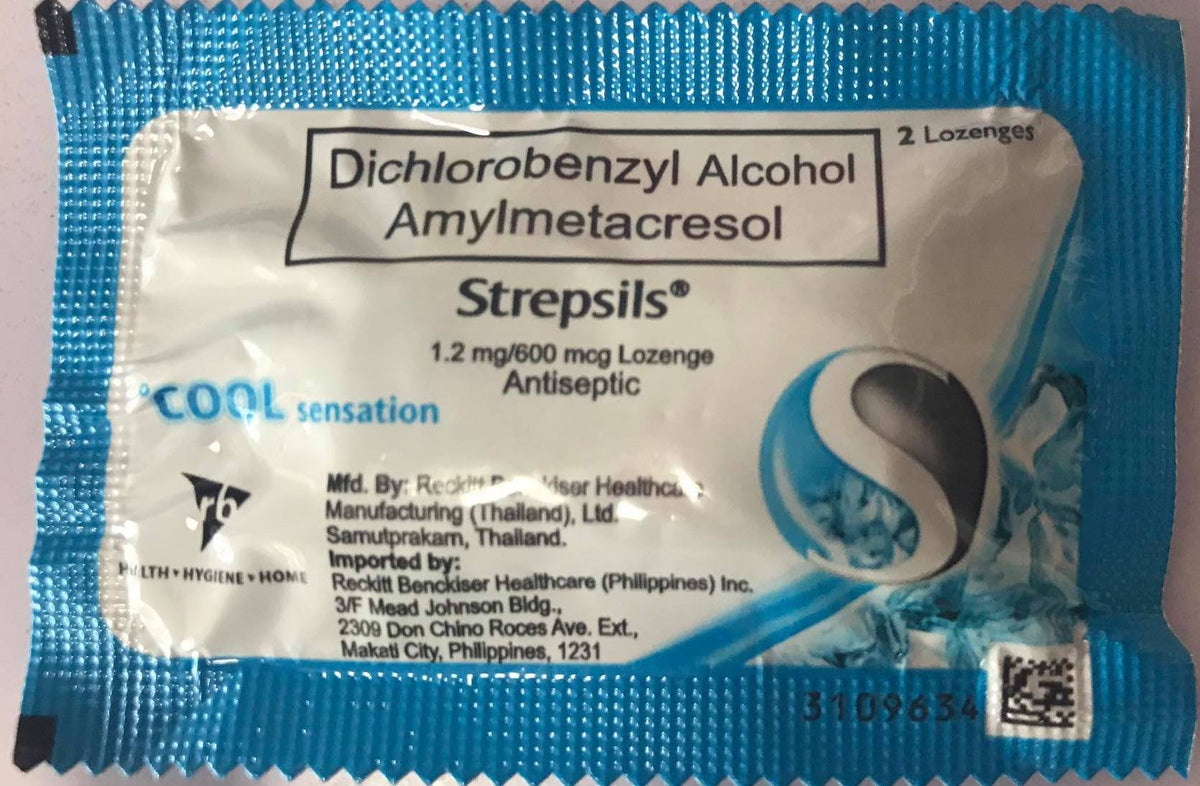 2 Lozenges
Dichlorobenzyl Alcohol
Amylmetacresol
Strepsils®
1.2 mg/600 mcg Lozenge
Antiseptic
°COOL sensation
rb
HYGIENE • HOME
Mfd. By: Reckitt
Manufacturing (Thailand), Ltd.
Samutprakarn, Thailand.
Imported by:
Reckitt Benckiser Healthcare (Philippines) Inc.
3/F Mead Johnson Bldg.,
2309 Don Chino Roces Ave. Ext.,
Makati City, Philippines, 1231
3109634